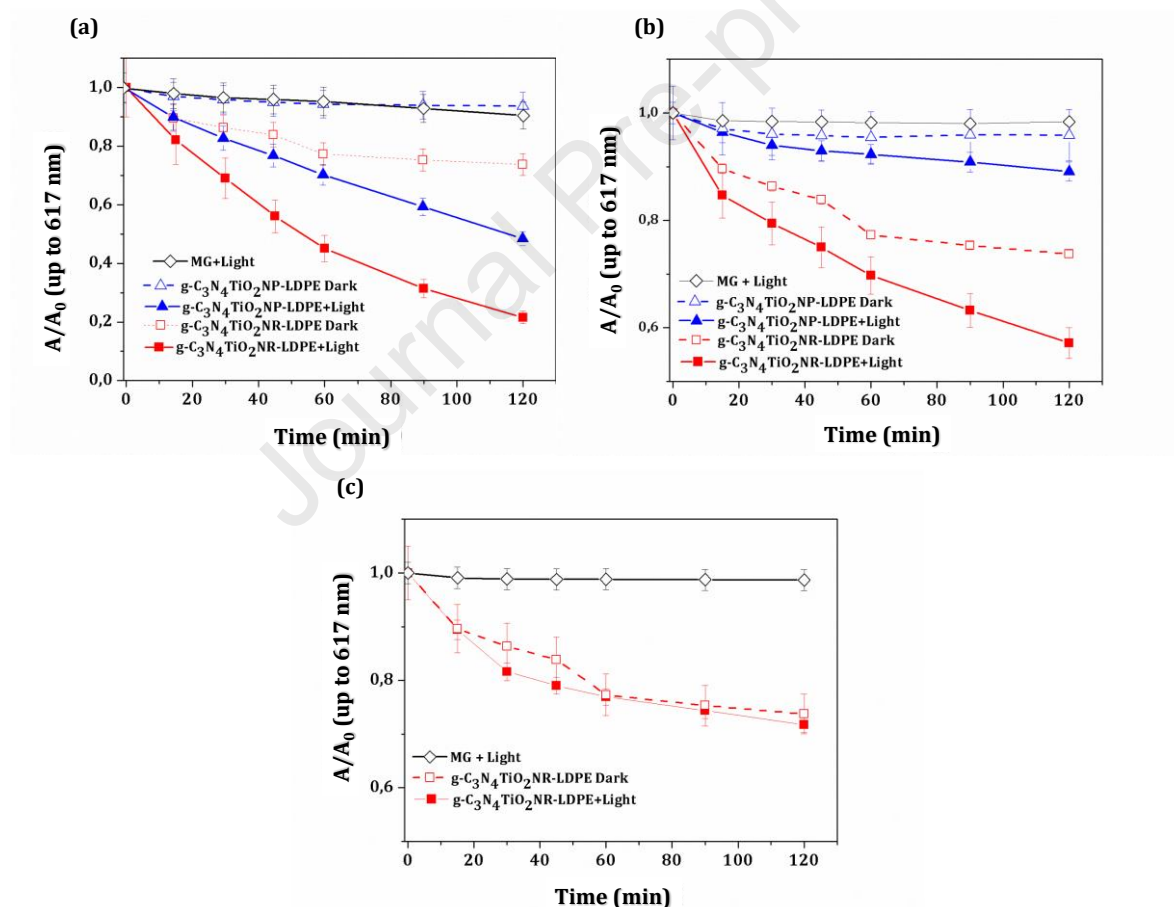 (a)
A/A0 (up to 617 nm)
1,0
0,8
0,6
0,4
0,2
0,0
MG+Light
g-C3N4TiO2NP-LDPE Dark
g-C3N4TiO2NP-LDPE+Light
g-C3N4TiO2NR-LDPE Dark
g-C3N4TiO2NR-LDPE+Light
0 20 40 60 80 100 120
Time (min)
(b)
A/A0 (up to 617 nm)
1,0
0,8
0,6
MG + Light
g-C3N4TiO2NP-LDPE Dark
g-C3N4TiO2NP-LDPE+Light
g-C3N4TiO2NR-LDPE Dark
g-C3N4TiO2NR-LDPE+Light
0 20 40 60 80 100 120
Time (min)
(c)
A/A0 (up to 617 nm)
1,0
0,8
0,6
MG + Light
g-C3N4TiO2NR-LDPE Dark
g-C3N4TiO2NR-LDPE+Light
0 20 40 60 80 100 120
Time (min)
Journal Pre-p